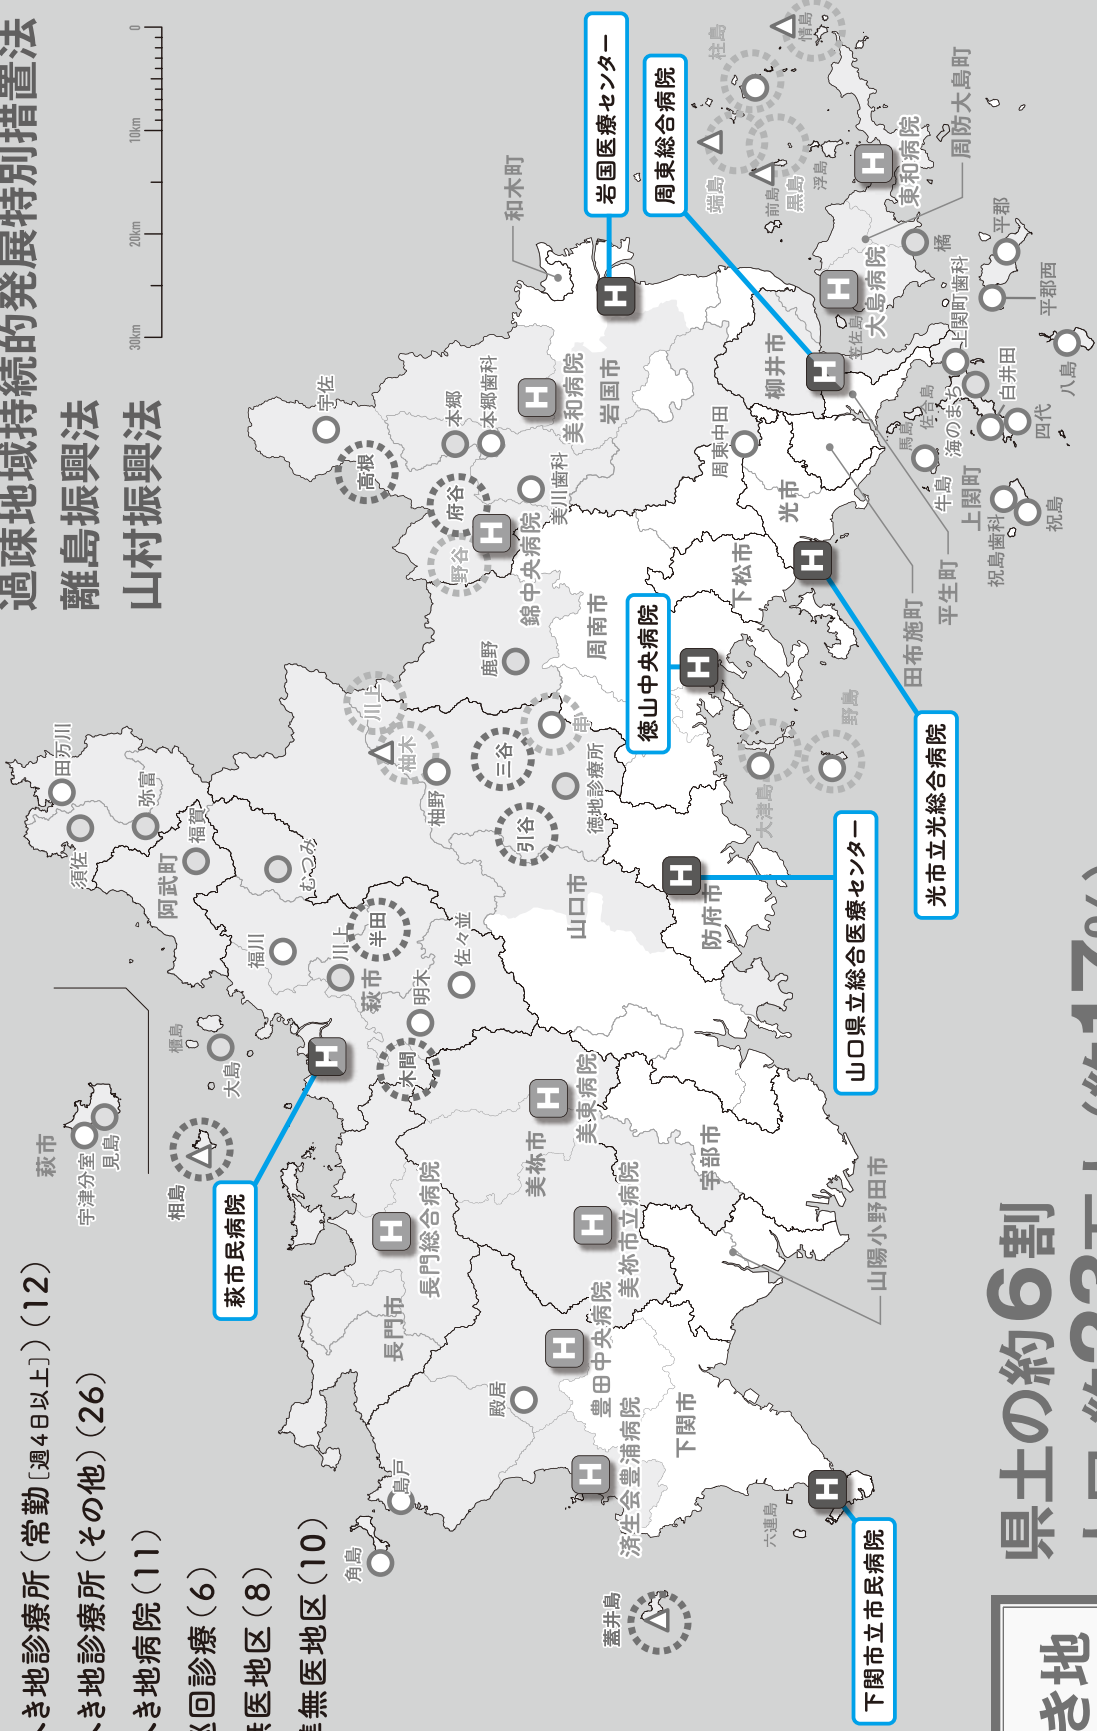 過疎地域持続的発展特別措置法
離島振興法
山村振興法
0
10km
20km
30km
き地診療所（常勤［週4日以上］）（12）
き地診療所（その他）（26）
き地病院（11）
回診療（6）
医地区（8）
無医地区（10）
萩市
宇津分室
見島
相島
櫃島
大島
萩市民病院
田万川
須佐
弥富
福賀
阿武町
むつみ
福川
川上
萩市
半田
明木
佐々並
木間
川上
柚木
柚野
三谷
串
引谷
徳地診療所
山口市
防府市
鹿野
周南市
徳山中央病院
下松市
光市
宇佐
高根
本郷
本郷歯科
府谷
野谷
錦中央病院
美川歯科
美和病院
岩国市
和木町
岩国医療センター
周東総合病院
周東中田
柳井市
柱島
情島
端島
前島
黒島
浮島
東和病院
周防大島町
橘
大島病院
笠佐島
平郡
平郡西
上関町歯科
海のまち
白井田
四代
八島
馬島
佐合島
牛島
上関町
祝島歯科
祝島
平生町
田布施町
光市立光総合病院
大津島
野島
山口県立総合医療センター
長門総合病院
長門市
美祢市
美東病院
美祢市立病院
宇部市
山陽小野田市
豊田中央病院
殿居
済生会豊浦病院
下関市
島戸
角島
蓋井島
六連島
下関市立市民病院
県土の約6割
き地